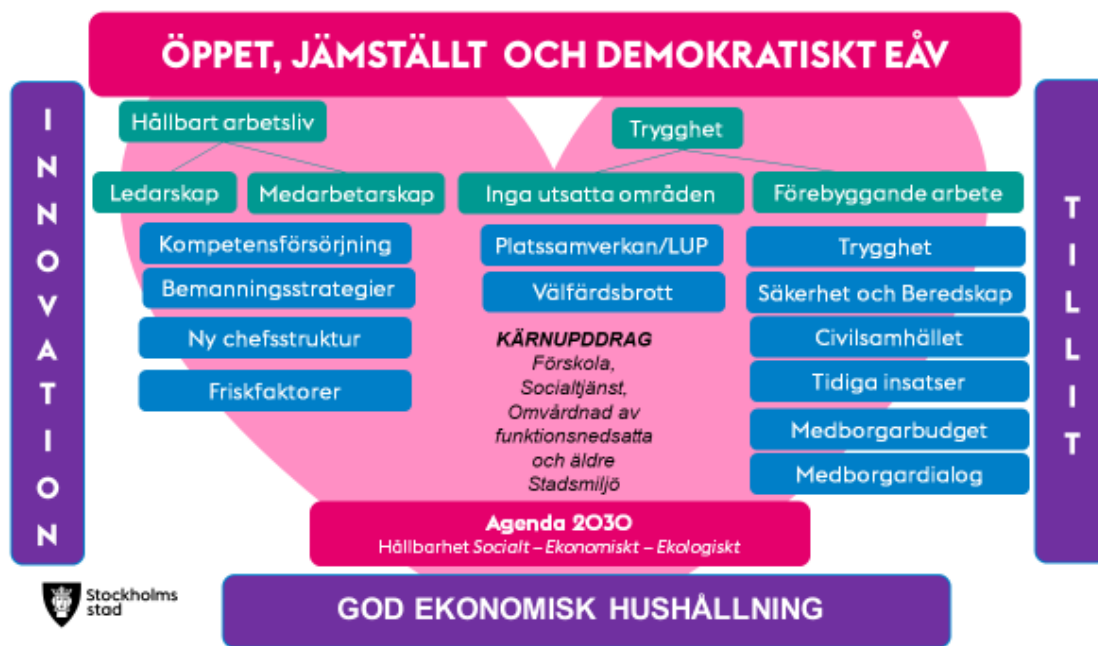 ÖPPET, JÄMSTÄLLT OCH DEMOKRATISKT EÅV
INNOVATION
Hållbart arbetsliv
Ledarskap
Medarbetarskap
Kompetensförsörjning
Bemanningsstrategier
Ny chefsstruktur
Friskfaktorer
Trygghet
Inga utsatta områden
Förebyggande arbete
Platssamverkan/LUP
Välfärdsbrott
KÄRNUPDDRAG
Förskola,
Socialtjänst,
Omvårdnad av
funktionsnedsatta
och äldre
Stadsmiljö
Trygghet
Säkerhet och Beredskap
Civilsamhället
Tidiga insatser
Medborgarbudget
Medborgardialog
TILLIT
Agenda 2030
Hållbarhet Socialt – Ekonomiskt – Ekologiskt
Stockholms
stad
GOD EKONOMISK HUSHÅLLNING